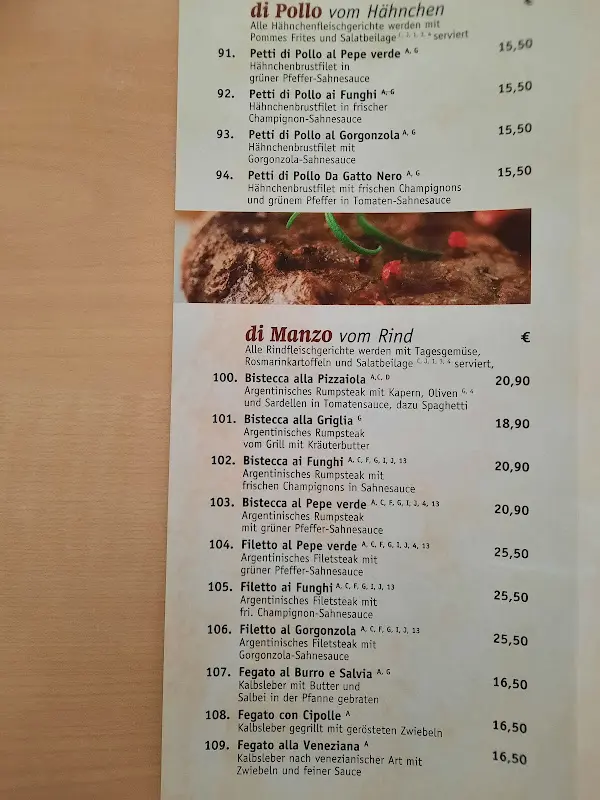 di Pollo vom Hähnchen €
Alle Hähnchenfleischgerichte werden mit
Pommes Frites und Salatbeilage serviert
91. Petti di Pollo al Pepe verde A, G 15,50
Hähnchenbrustfilet in
grüner Pfeffer-Sahnesauce
92. Petti di Pollo ai Funghi A, G 15,50
Hähnchenbrustfilet in frischer
Champignon-Sahnesauce
93. Petti di Pollo al Gorgonzola A, G 15,50
Hähnchenbrustfilet mit
Gorgonzola-Sahnesauce
94. Petti di Pollo Da Gatto Nero A, G 15,50
Hähnchenbrustfilet mit frischen Champignons
und grünem Pfeffer in Tomaten-Sahnesauce
di Manzo vom Rind €
Alle Rindfleischgerichte werden mit Tagesgemüse,
Rosmarinkartoffeln und Salatbeilage serviert,
100. Bistecca alla Pizzaiola A,C, D 20,90
Argentinisches Rumpsteak mit Kapern, Oliven
und Sardellen in Tomatensauce, dazu Spaghetti
101. Bistecca alla Griglia G 18,90
Argentinisches Rumpsteak
vom Grill mit Kräuterbutter
102. Bistecca ai Funghi A, C, F, G, I, J, 13 20,90
Argentinisches Rumpsteak mit
frischen Champignons in Sahnesauce
103. Bistecca al Pepe verde A, C, F, G, I, J, 4, 13 20,90
Argentinisches Rumpsteak
mit grüner Pfeffer-Sahnesauce
104. Filetto al Pepe verde A, C, F, G, I, J, 4, 13 25,50
Argentinisches Filetsteak mit
grüner Pfeffer-Sahnesauce
105. Filetto ai Funghi A, C, F, G, I, J, 13 25,50
Argentinisches Filetsteak mit
fri. Champignon-Sahnesauce
106. Filetto al Gorgonzola A, C, F, G, I, J, 13 25,50
Argentinisches Filetsteak mit
Gorgonzola-Sahnesauce
107. Fegato al Burro e Salvia A, G 16,50
Kalbsleber mit Butter und
Salbei in der Pfanne gebraten
108. Fegato con Cipolle A 16,50
Kalbsleber gegrillt mit gerösteten Zwiebeln
109. Fegato alla Veneziana A 16,50
Kalbsleber nach venezianischer Art mit
Zwiebeln und feiner Sauce